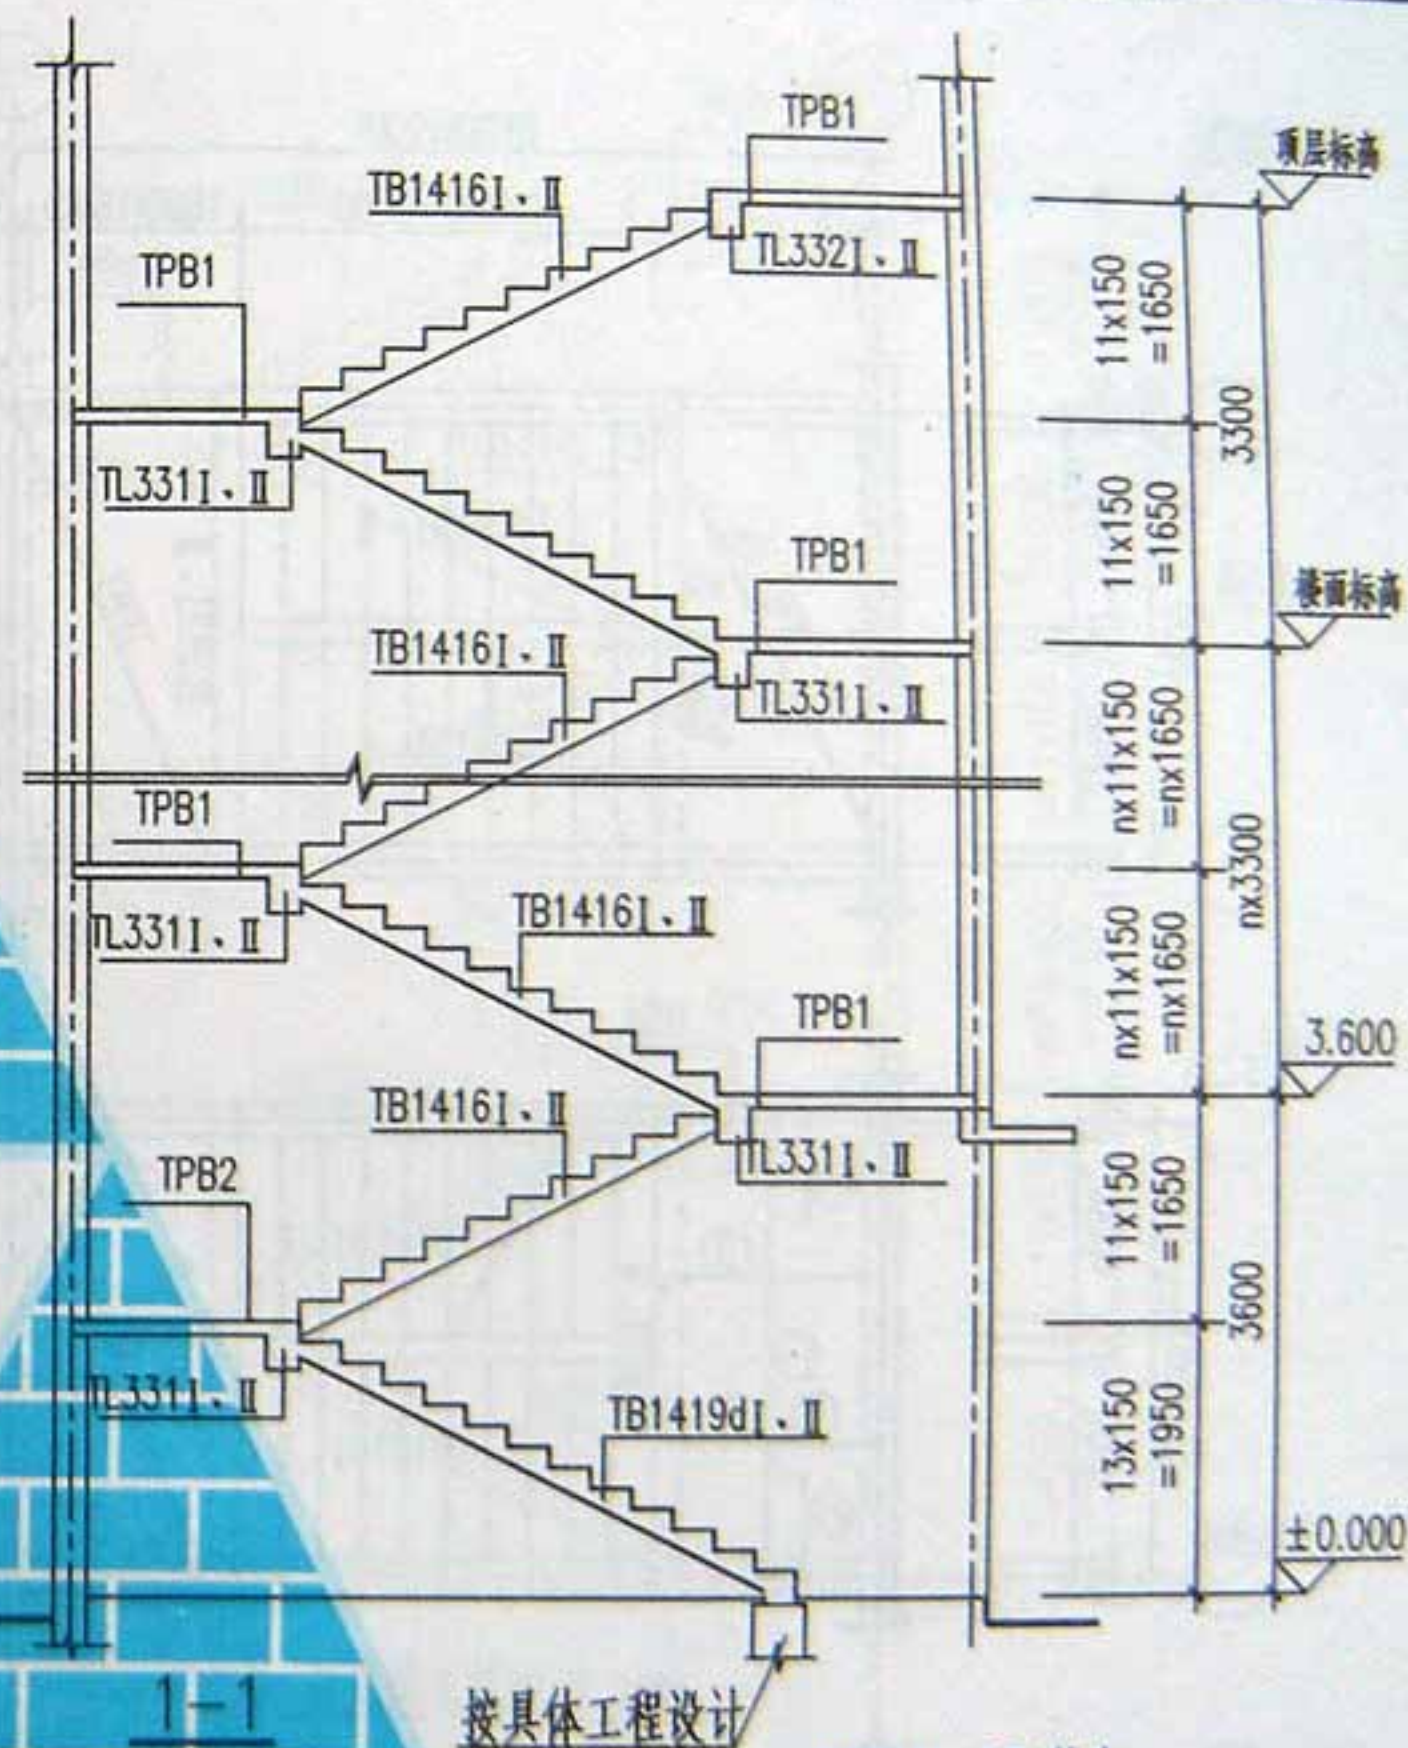 TPB1
顶层标高
TB1416Ⅰ、Ⅱ
TL332Ⅰ、Ⅱ
TPB1
11x150
=1650
3300
TL331Ⅰ、Ⅱ
11x150
=1650
TPB1
楼面标高
TB1416Ⅰ、Ⅱ
TL331Ⅰ、Ⅱ
nx11x150
=nx1650
TPB1
nx3300
TB1416Ⅰ、Ⅱ
TL331Ⅰ、Ⅱ
nx11x150
=nx1650
TPB1
3.600
TB1416Ⅰ、Ⅱ
TL331Ⅰ、Ⅱ
TPB2
11x150
=1650
3600
TL331Ⅰ、Ⅱ
TB1419dⅠ、Ⅱ
13x150
=1950
±0.000
1-1
按具体工程设计